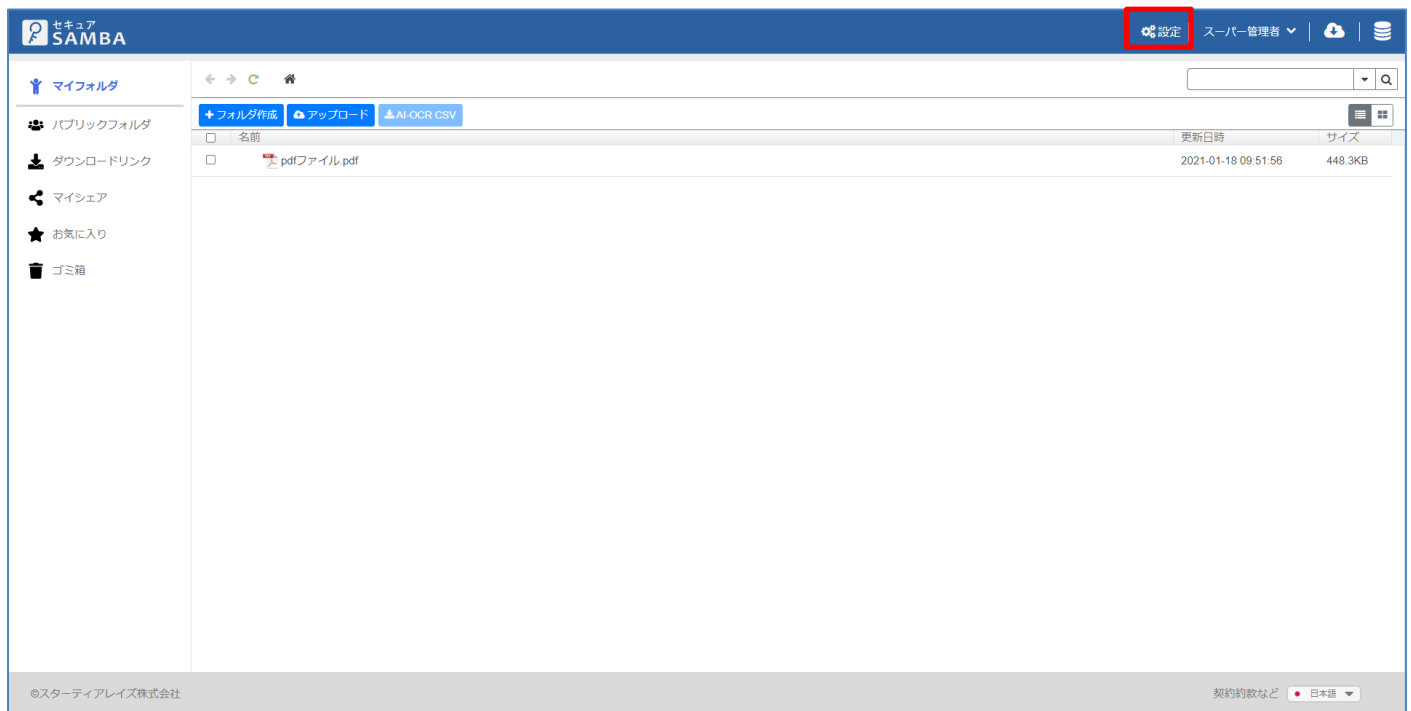 セキュア
SAMBA
設定 スーパー管理者
マイフォルダ
パブリックフォルダ
ダウンロードリンク
マイシェア
お気に入り
ゴミ箱
+フォルダ作成 アップロード AI-OCR CSV
名前 更新日時 サイズ
pdfファイル.pdf 2021-01-18 09:51:56 448.3KB
©スターティアレイズ株式会社 契約約款など 日本語